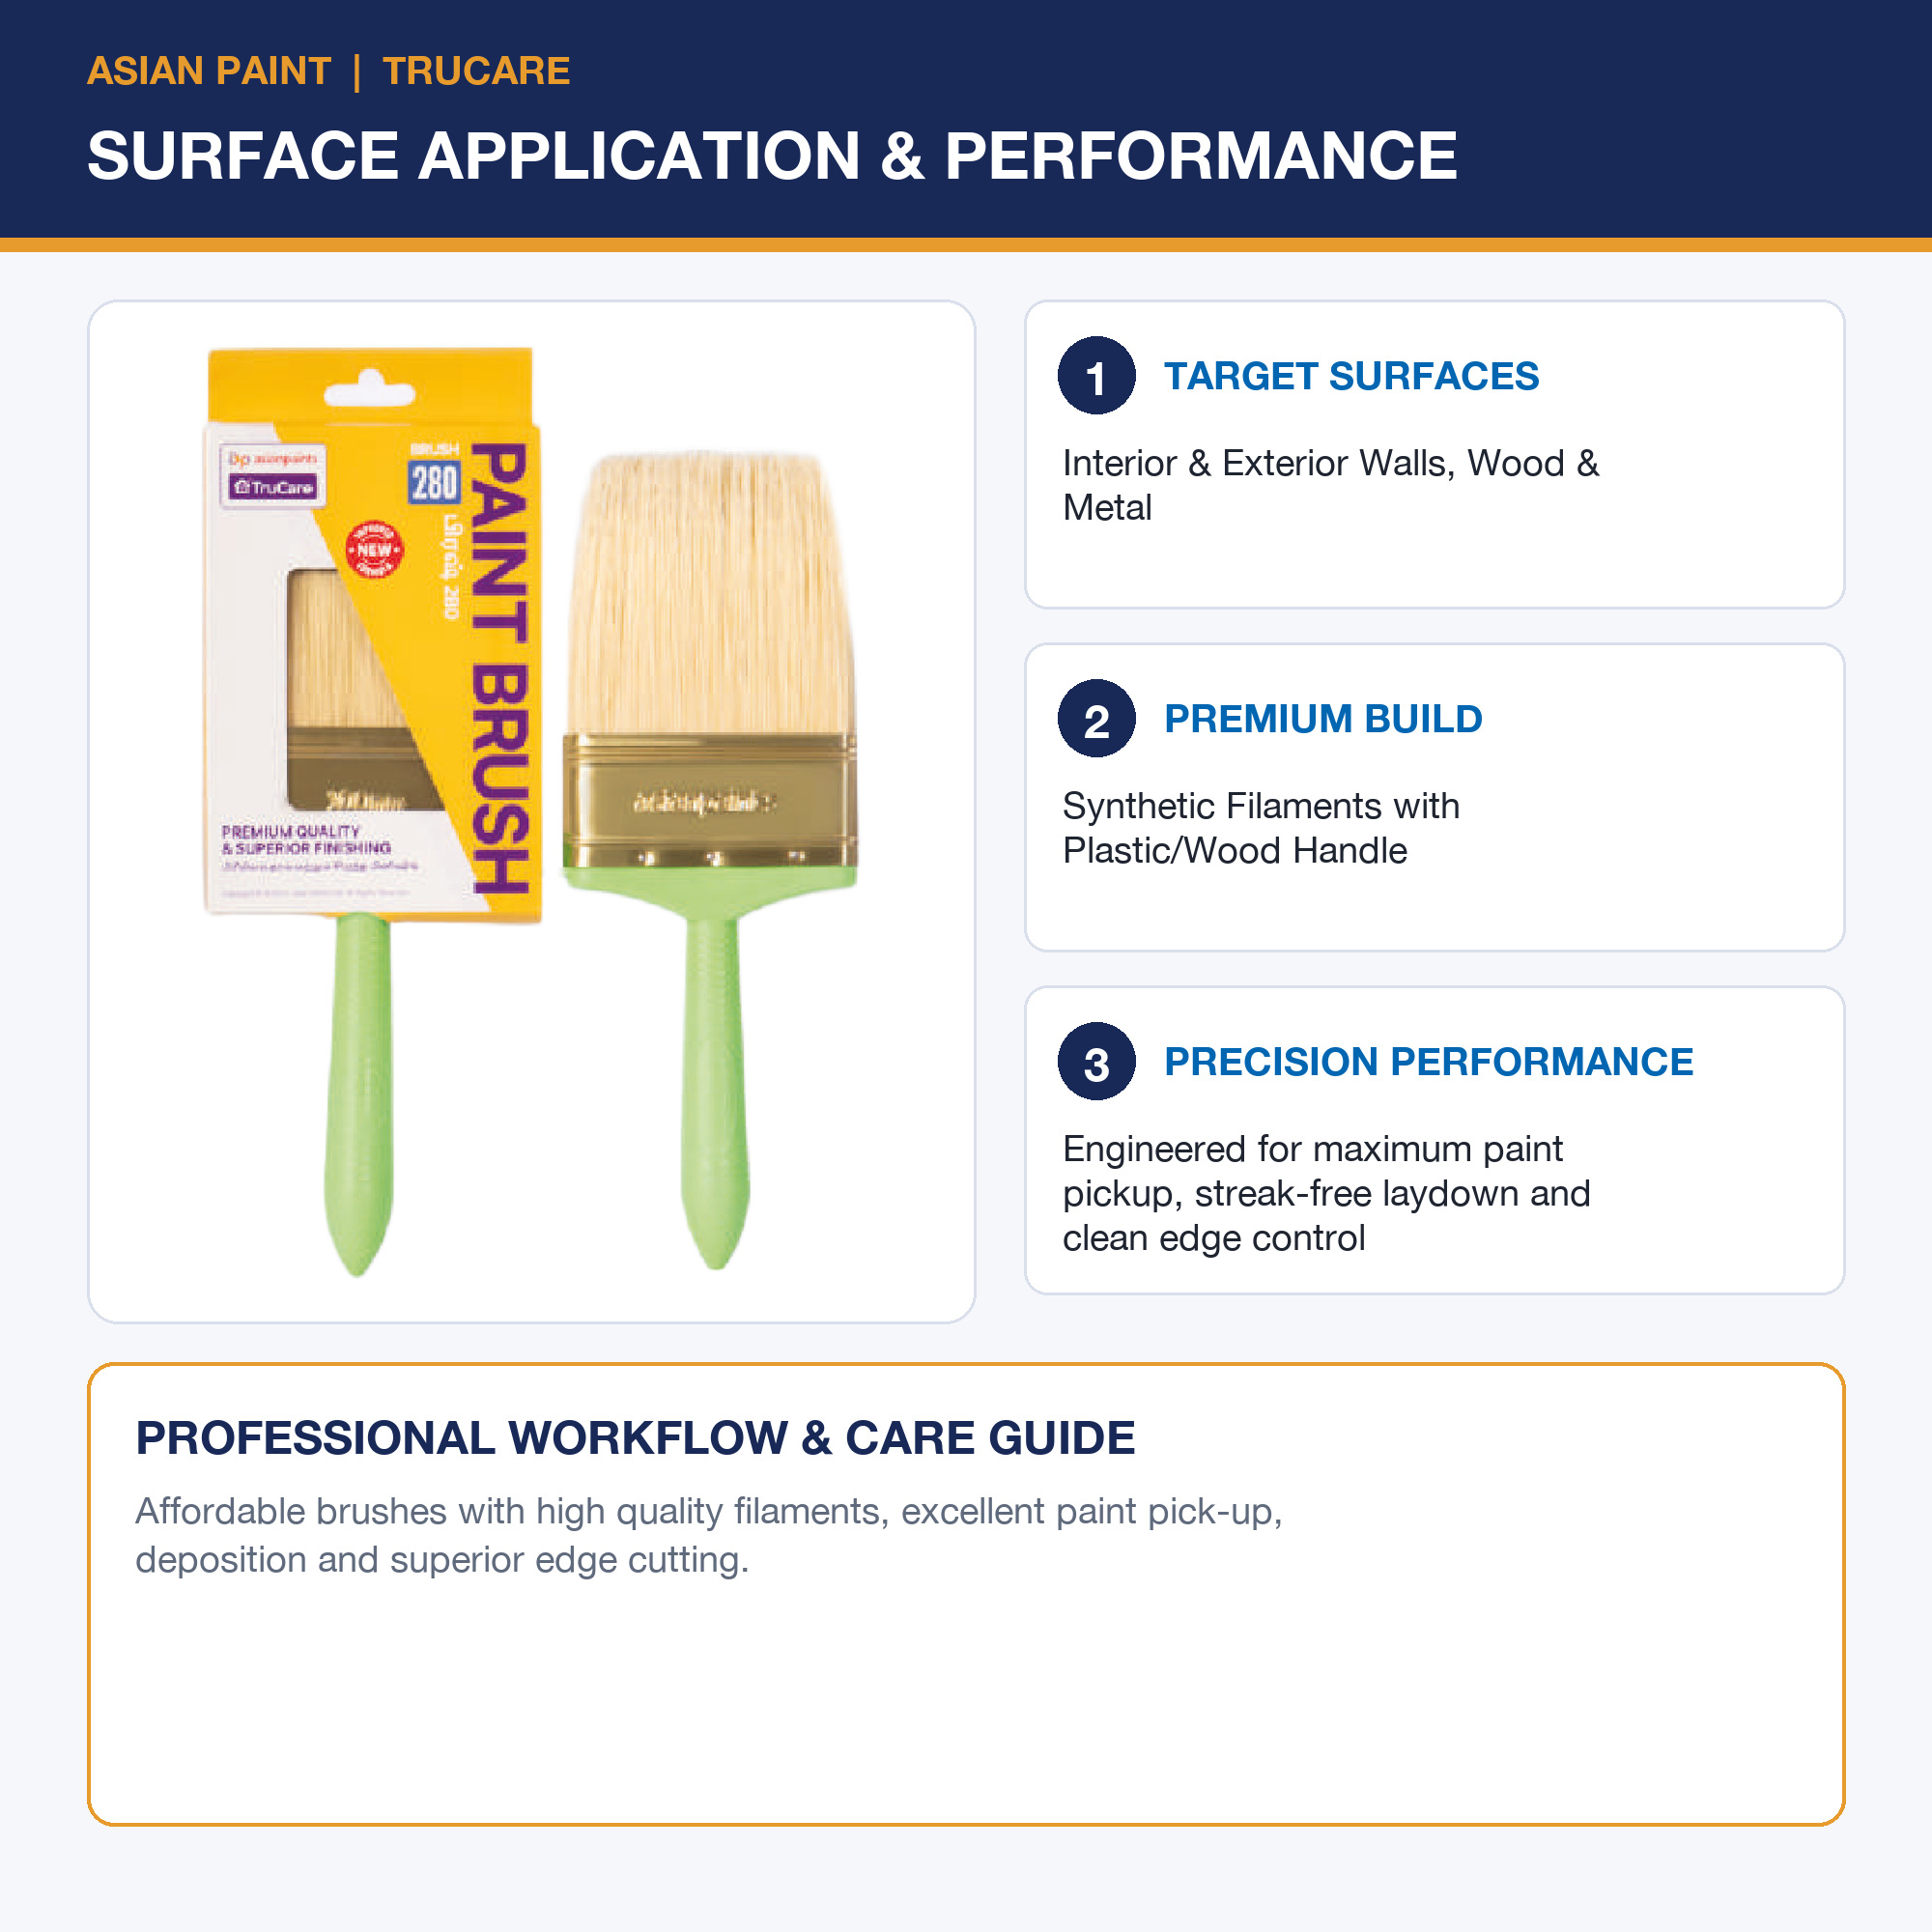 ASIAN PAINT | TRUCARE
SURFACE APPLICATION & PERFORMANCE
asianpaints
TruCare
BRUSH
280
NEW
PAINT BRUSH
PREMIUM QUALITY
& SUPERIOR FINISHING
1 TARGET SURFACES
Interior & Exterior Walls, Wood &
Metal
2 PREMIUM BUILD
Synthetic Filaments with
Plastic/Wood Handle
3 PRECISION PERFORMANCE
Engineered for maximum paint
pickup, streak-free laydown and
clean edge control
PROFESSIONAL WORKFLOW & CARE GUIDE
Affordable brushes with high quality filaments, excellent paint pick-up,
deposition and superior edge cutting.